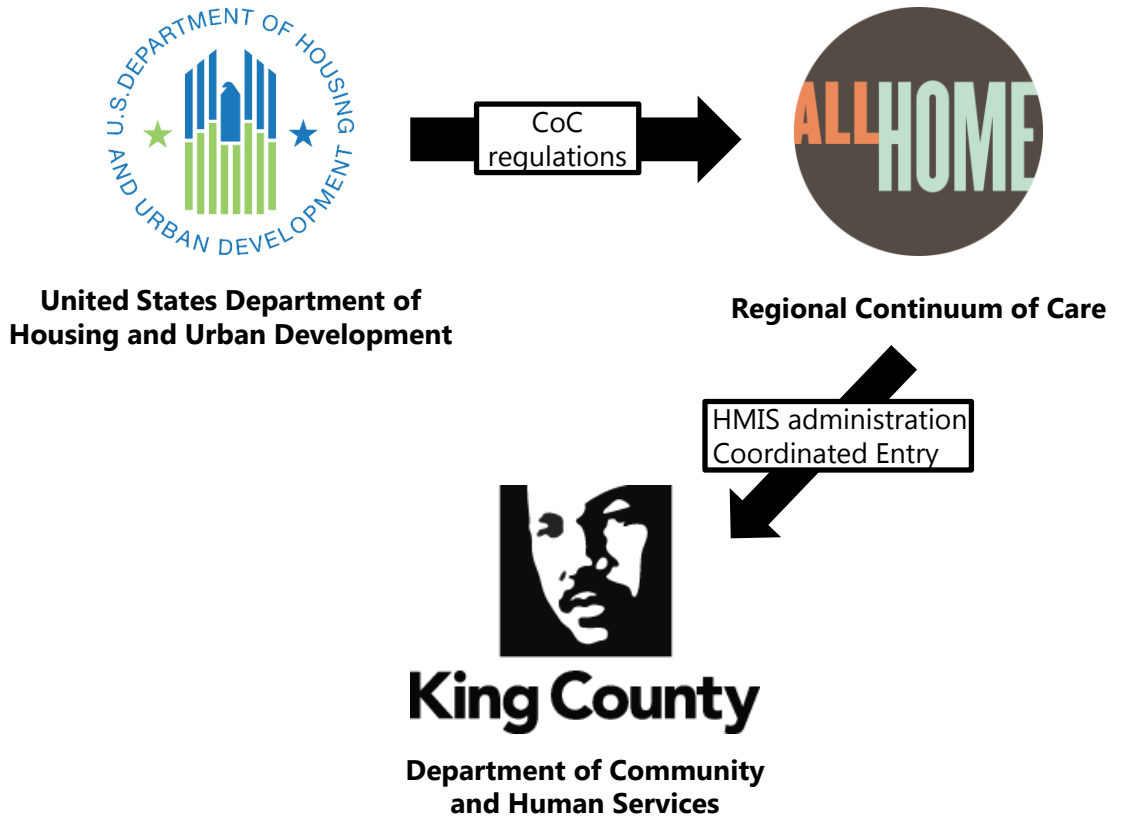 U.S. DEPARTMENT OF HOUSING
AND URBAN DEVELOPMENT
CoC
regulations
ALL HOME
United States Department of
Housing and Urban Development
Regional Continuum of Care
HMIS administration
Coordinated Entry
King County
Department of Community
and Human Services